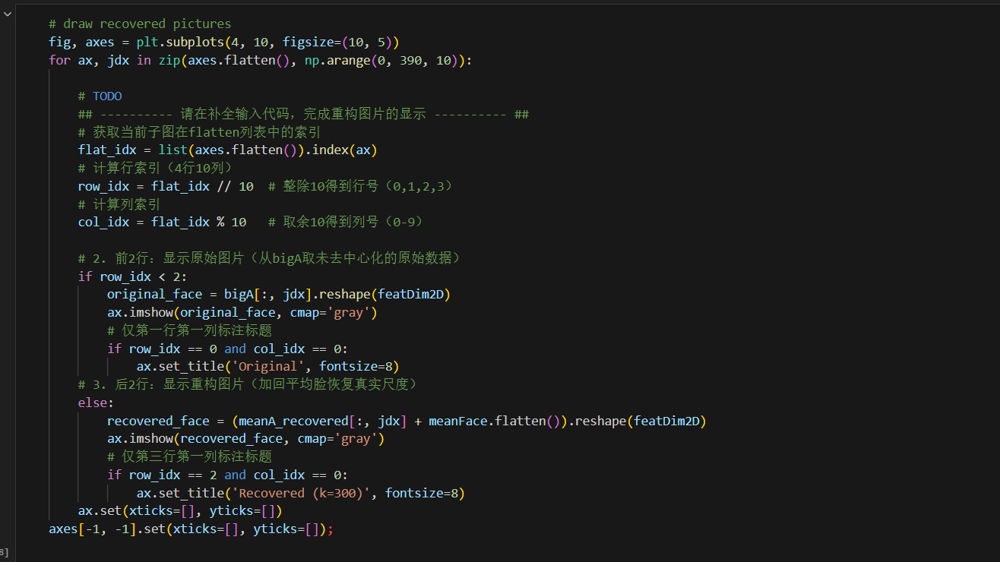 # draw recovered pictures
fig, axes = plt.subplots(4, 10, figsize=(10, 5))
for ax, jdx in zip(axes.flatten(), np.arange(0, 390, 10)):
# TODO
## ---------- 请在补全输入代码，完成重构图片的显示 ---------- ##
# 获取当前子图在flatten列表中的索引
flat_idx = list(axes.flatten()).index(ax)
# 计算行索引（4行10列）
row_idx = flat_idx // 10  # 整除10得到行号（0,1,2,3）
# 计算列索引
col_idx = flat_idx % 10   # 取余10得到列号（0-9）
# 2. 前2行：显示原始图片（从bigA取未去中心化的原始数据）
if row_idx < 2:
original_face = bigA[:, jdx].reshape(featDim2D)
ax.imshow(original_face, cmap='gray')
# 仅第一行第一列标注标题
if row_idx == 0 and col_idx == 0:
ax.set_title('Original', fontsize=8)
# 3. 后2行：显示重构图片（加回平均脸恢复真实尺度）
else:
recovered_face = (meanA_recovered[:, jdx] + meanFace.flatten()).reshape(featDim2D)
ax.imshow(recovered_face, cmap='gray')
# 仅第三行第一列标注标题
if row_idx == 2 and col_idx == 0:
ax.set_title('Recovered (k=300)', fontsize=8)
ax.set(xticks=[], yticks=[])
axes[-1, -1].set(xticks=[], yticks=[]);
8]